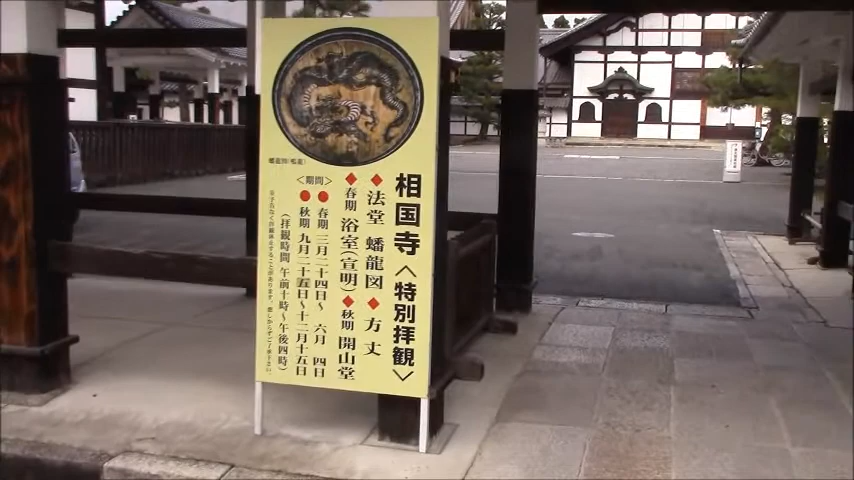 相国寺〈特別拝観〉
◆法堂 蟠龍図◆方丈
◆春期 浴室(宣明)◆秋期 開山堂
〈期間〉
●春期 三月二十四日〜 六月 四日
●秋期 九月二十五日〜十二月十五日
(拝観時間 午前十時〜午後四時)